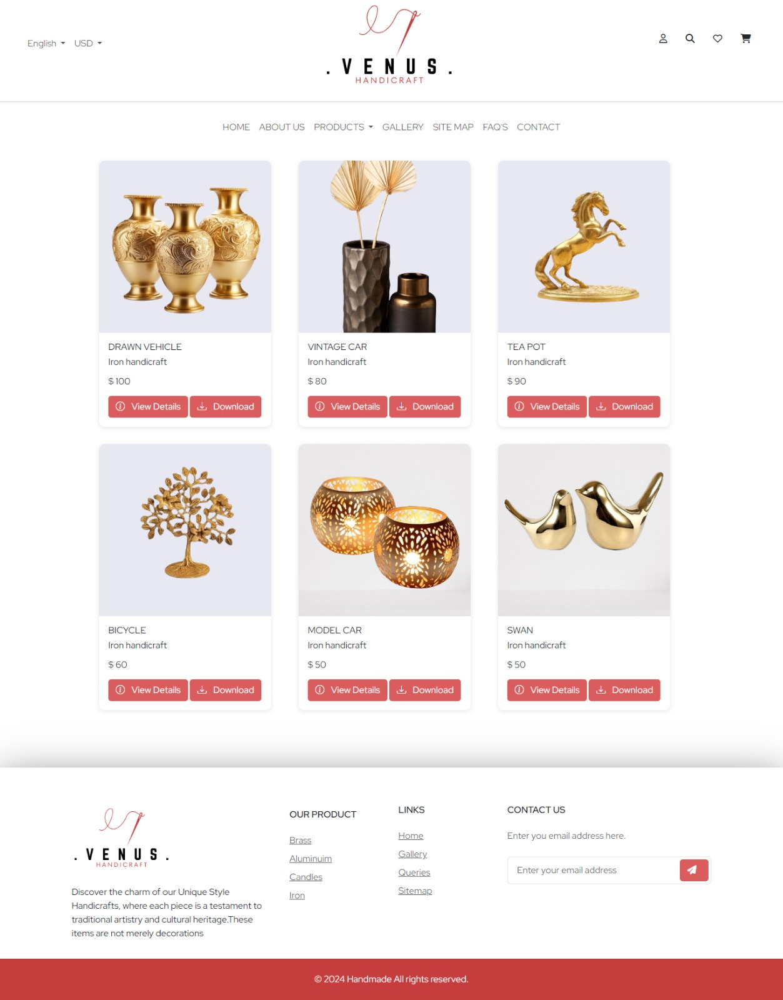 English
USD
. VENUS .
HANDICRAFT
HOME
ABOUT US
PRODUCTS
GALLERY
SITE MAP
FAQ'S
CONTACT
DRAWN VEHICLE
Iron handicraft
$ 100
View Details
Download
VINTAGE CAR
Iron handicraft
$ 80
View Details
Download
TEA POT
Iron handicraft
$ 90
View Details
Download
BICYCLE
Iron handicraft
$ 60
View Details
Download
MODEL CAR
Iron handicraft
$ 50
View Details
Download
SWAN
Iron handicraft
$ 50
View Details
Download
. VENUS .
HANDICRAFT
Discover the charm of our Unique Style
Handicrafts, where each piece is a testament to
traditional artistry and cultural heritage.These
items are not merely decorations
OUR PRODUCT
Brass
Aluminuim
Candles
Iron
LINKS
Home
Gallery
Queries
Sitemap
CONTACT US
Enter you email address here.
Enter your email address
© 2024 Handmade All rights reserved.